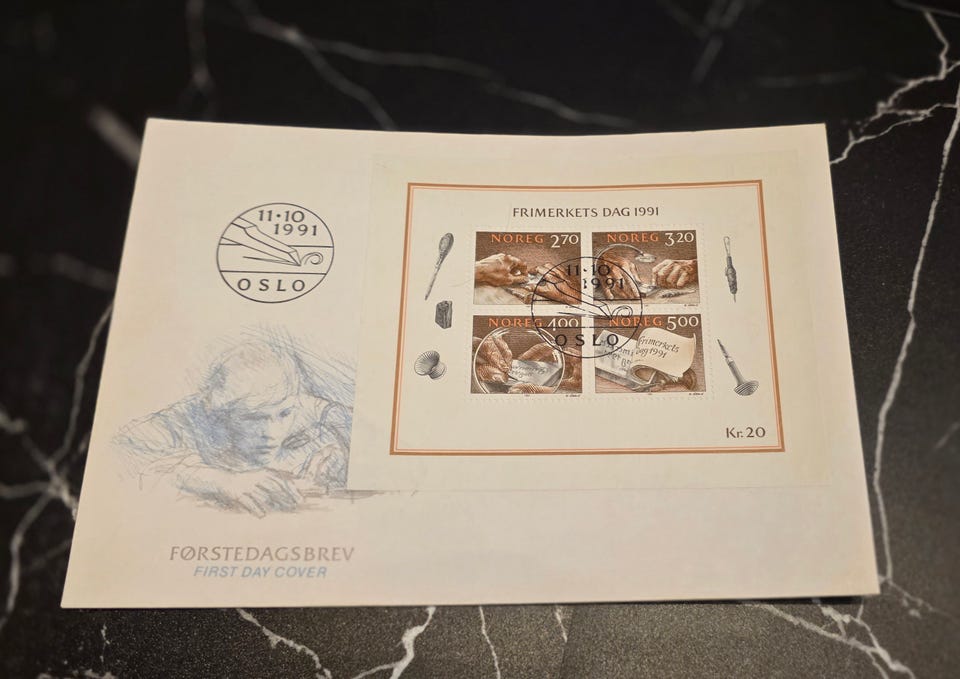 11·10
1991
OSLO
FØRSTEDAGSBREV
FIRST DAY COVER
FRIMERKETS DAG 1991
NOREG 2,70
NOREG 3,20
11·10
1991
OSLO
NOREG 4,00
NOREG 5,00
Frimerkets
dag 1991
Kr. 20